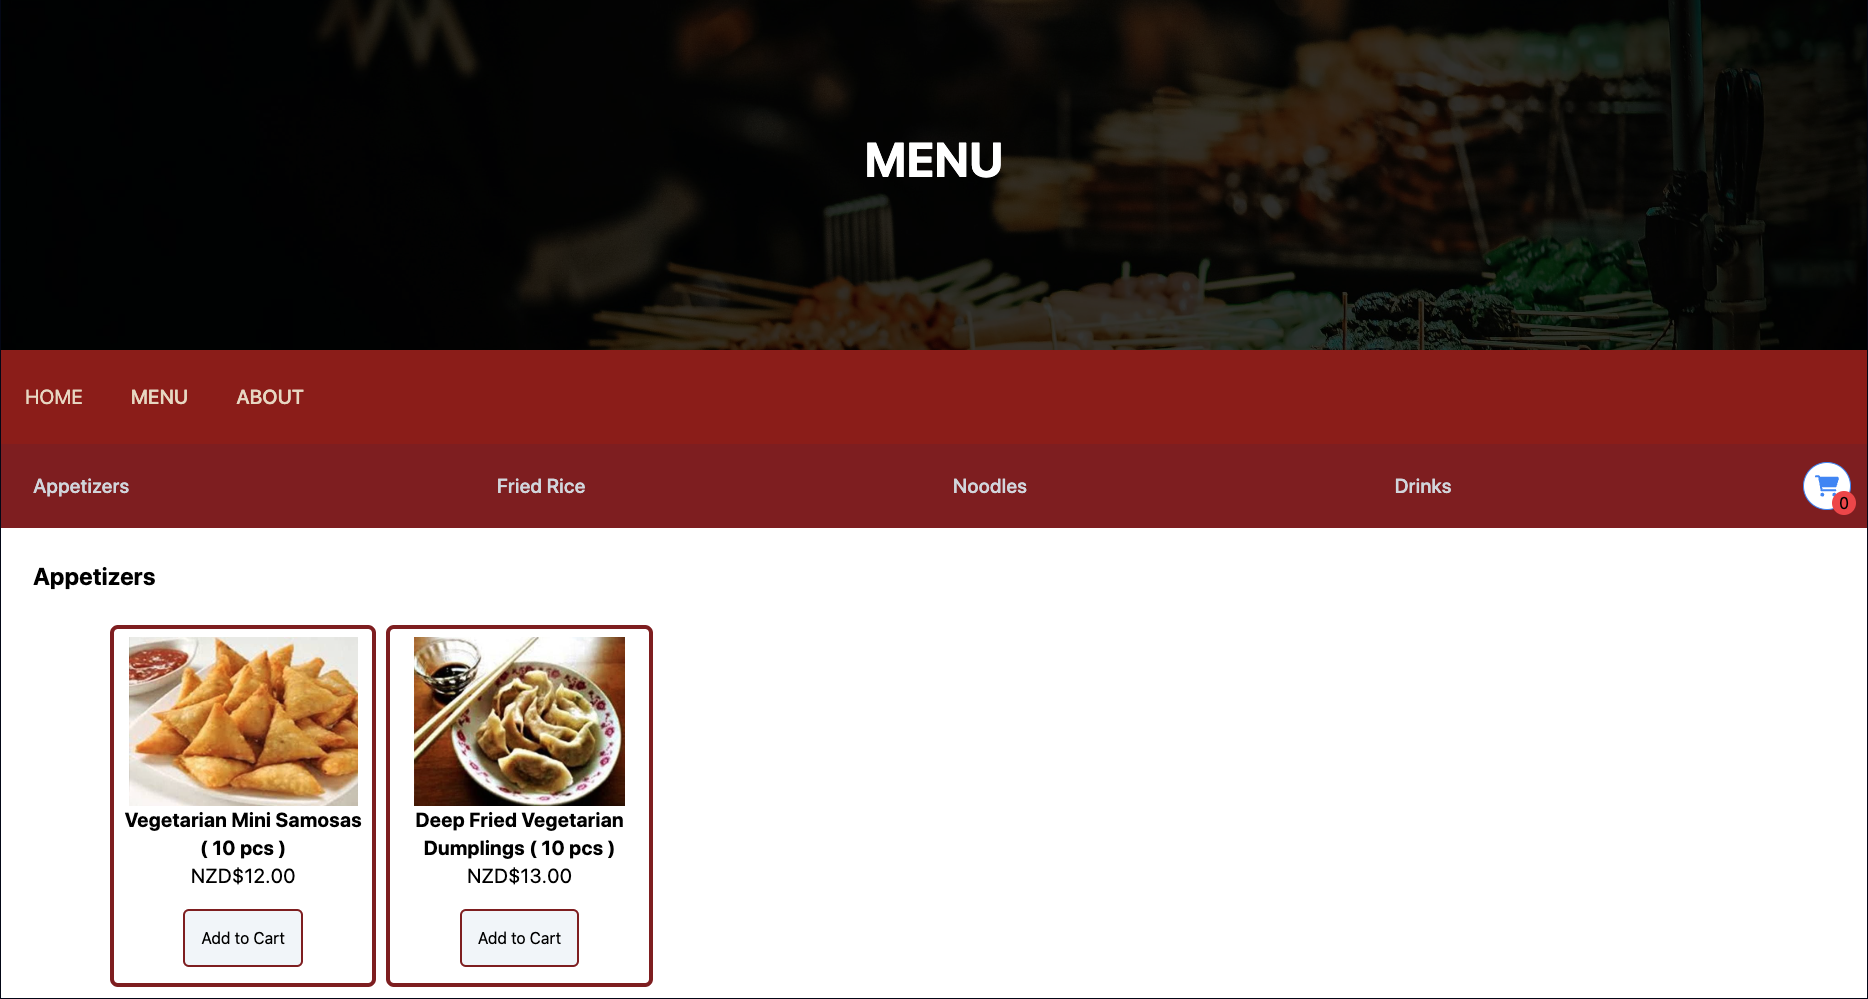 MENU
HOME MENU ABOUT
Appetizers Fried Rice Noodles Drinks
0
Appetizers
Vegetarian Mini Samosas
( 10 pcs )
NZD$12.00
Add to Cart
Deep Fried Vegetarian
Dumplings ( 10 pcs )
NZD$13.00
Add to Cart